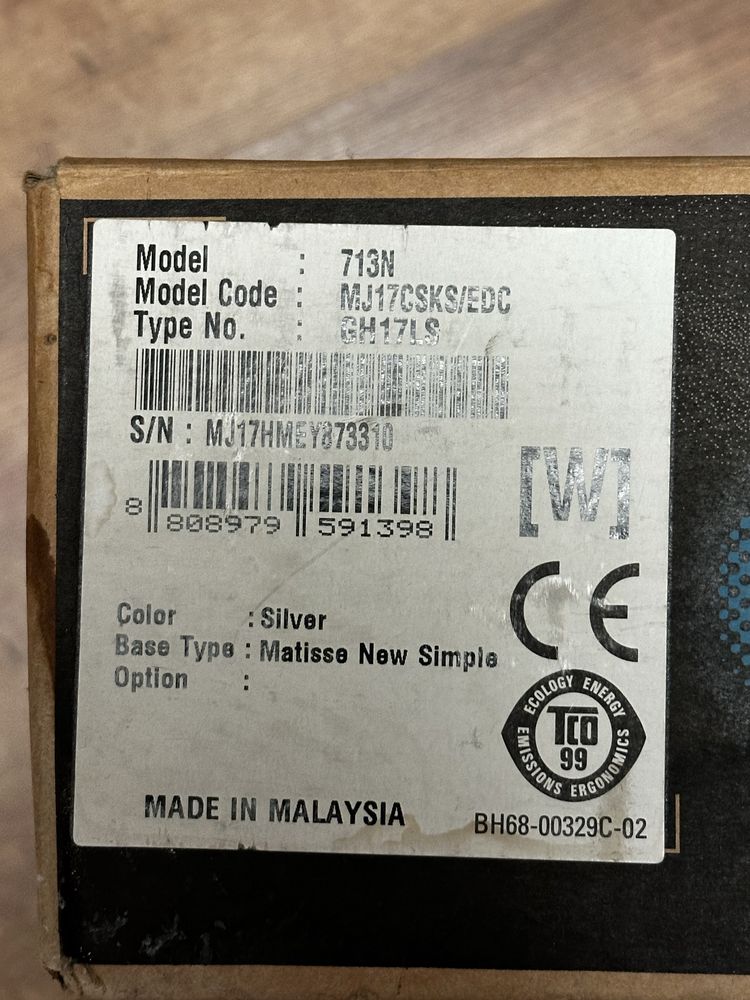 Model : 713N
Model Code : MJ17CSKS/EDC
Type No. : GH17LS
S/N : MJ17HMEY873310
8 808979 591398
[W]
CE
Color : Silver
Base Type : Matisse New Simple
Option :
ECOLOGY ENERGY
TCO
99
EMISSIONS ERGONOMICS
MADE IN MALAYSIA
BH68-00329C-02